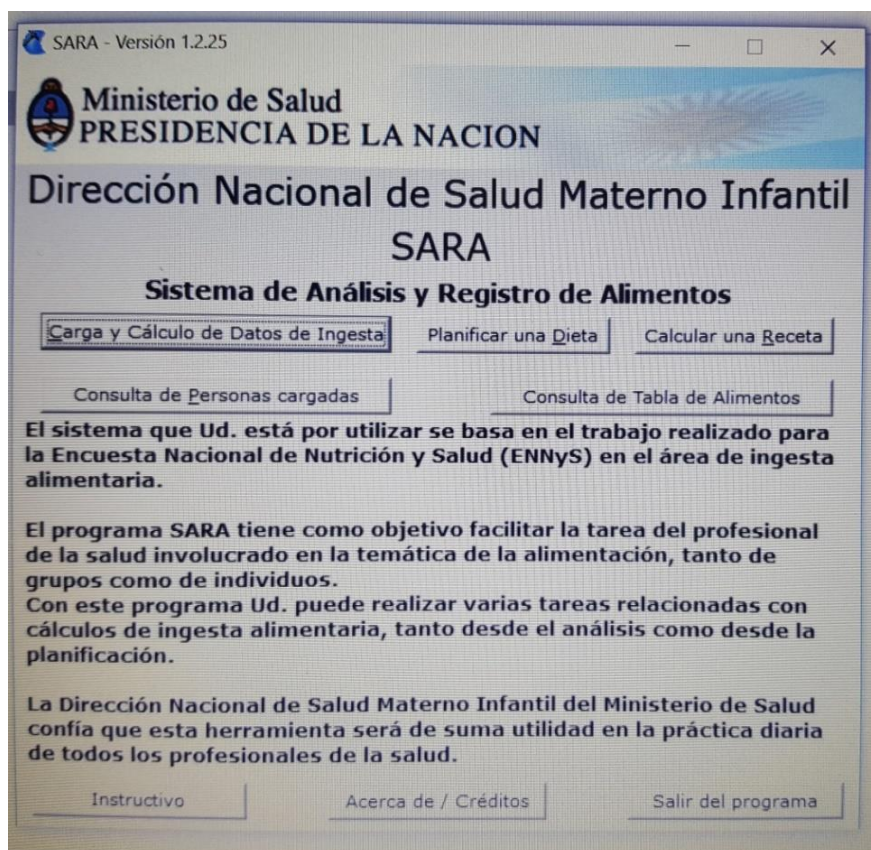 SARA - Versión 1.2.25
Ministerio de Salud
PRESIDENCIA DE LA NACION
Dirección Nacional de Salud Materno Infantil
SARA
Sistema de Análisis y Registro de Alimentos
Carga y Cálculo de Datos de Ingesta Planificar una Dieta Calcular una Receta
Consulta de Personas cargadas Consulta de Tabla de Alimentos
El sistema que Ud. está por utilizar se basa en el trabajo realizado para
la Encuesta Nacional de Nutrición y Salud (ENNyS) en el área de ingesta
alimentaria.
El programa SARA tiene como objetivo facilitar la tarea del profesional
de la salud involucrado en la temática de la alimentación, tanto de
grupos como de individuos.
Con este programa Ud. puede realizar varias tareas relacionadas con
cálculos de ingesta alimentaria, tanto desde el análisis como desde la
planificación.
La Dirección Nacional de Salud Materno Infantil del Ministerio de Salud
confía que esta herramienta será de suma utilidad en la práctica diaria
de todos los profesionales de la salud.
Instructivo Acerca de / Créditos Salir del programa